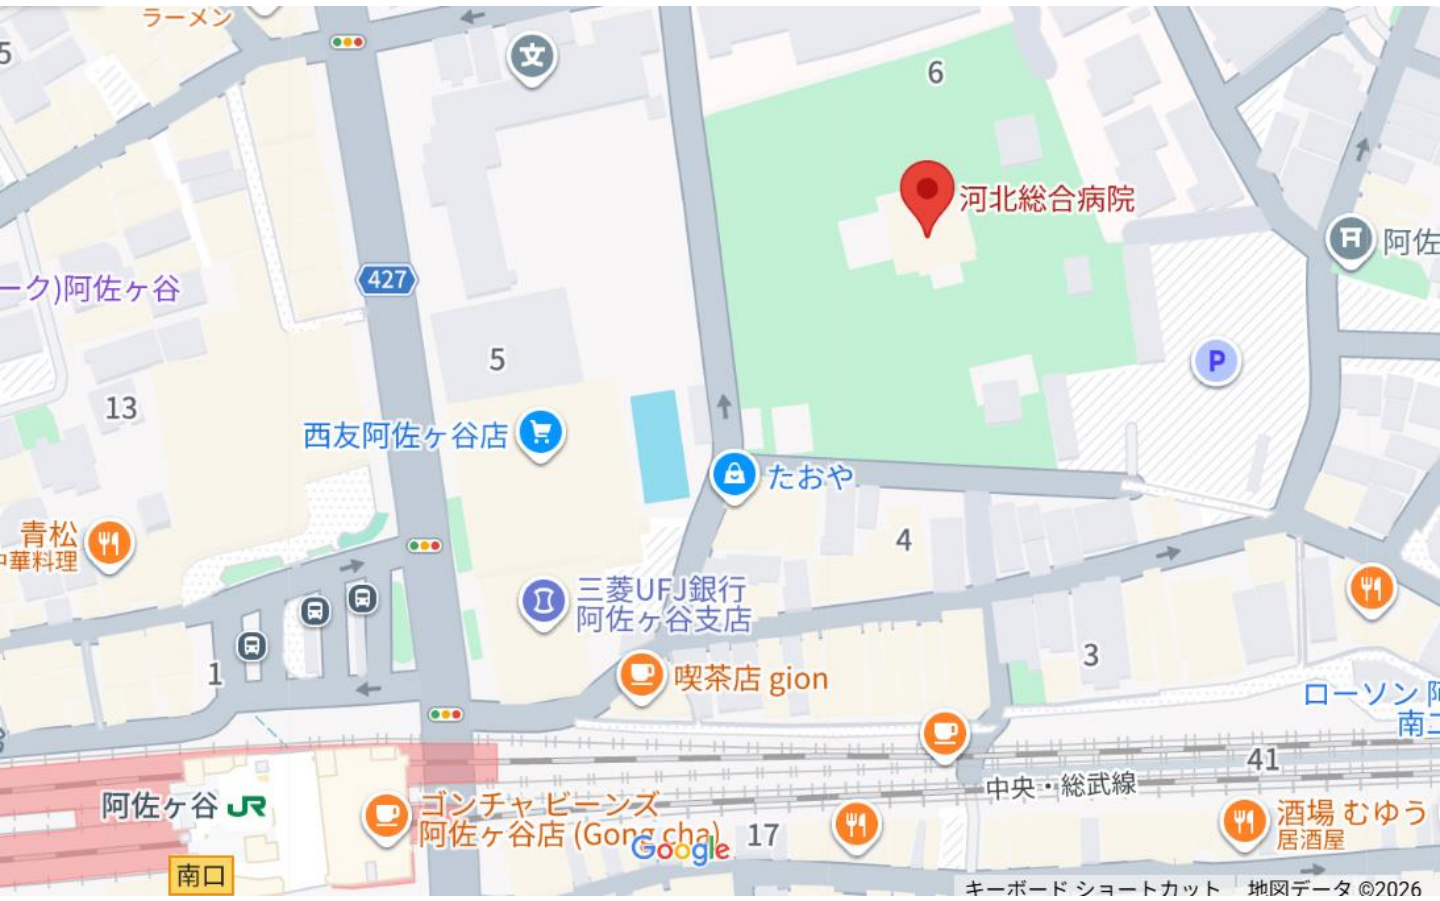 ラーメン
5
文
6
河北総合病院
阿佐
427
ーク)阿佐ヶ谷
5
P
13
西友阿佐ヶ谷店
たおや
青松
中華料理
4
三菱UFJ銀行
阿佐ヶ谷支店
1
3
喫茶店 gion
ローソン 阿
南二
41
中央・総武線
阿佐ヶ谷 JR
ゴンチャ ビーンズ
阿佐ヶ谷店 (Gong cha)
17
酒場 むゆう
居酒屋
Google
南口
キーボード ショートカット
地図データ ©2026